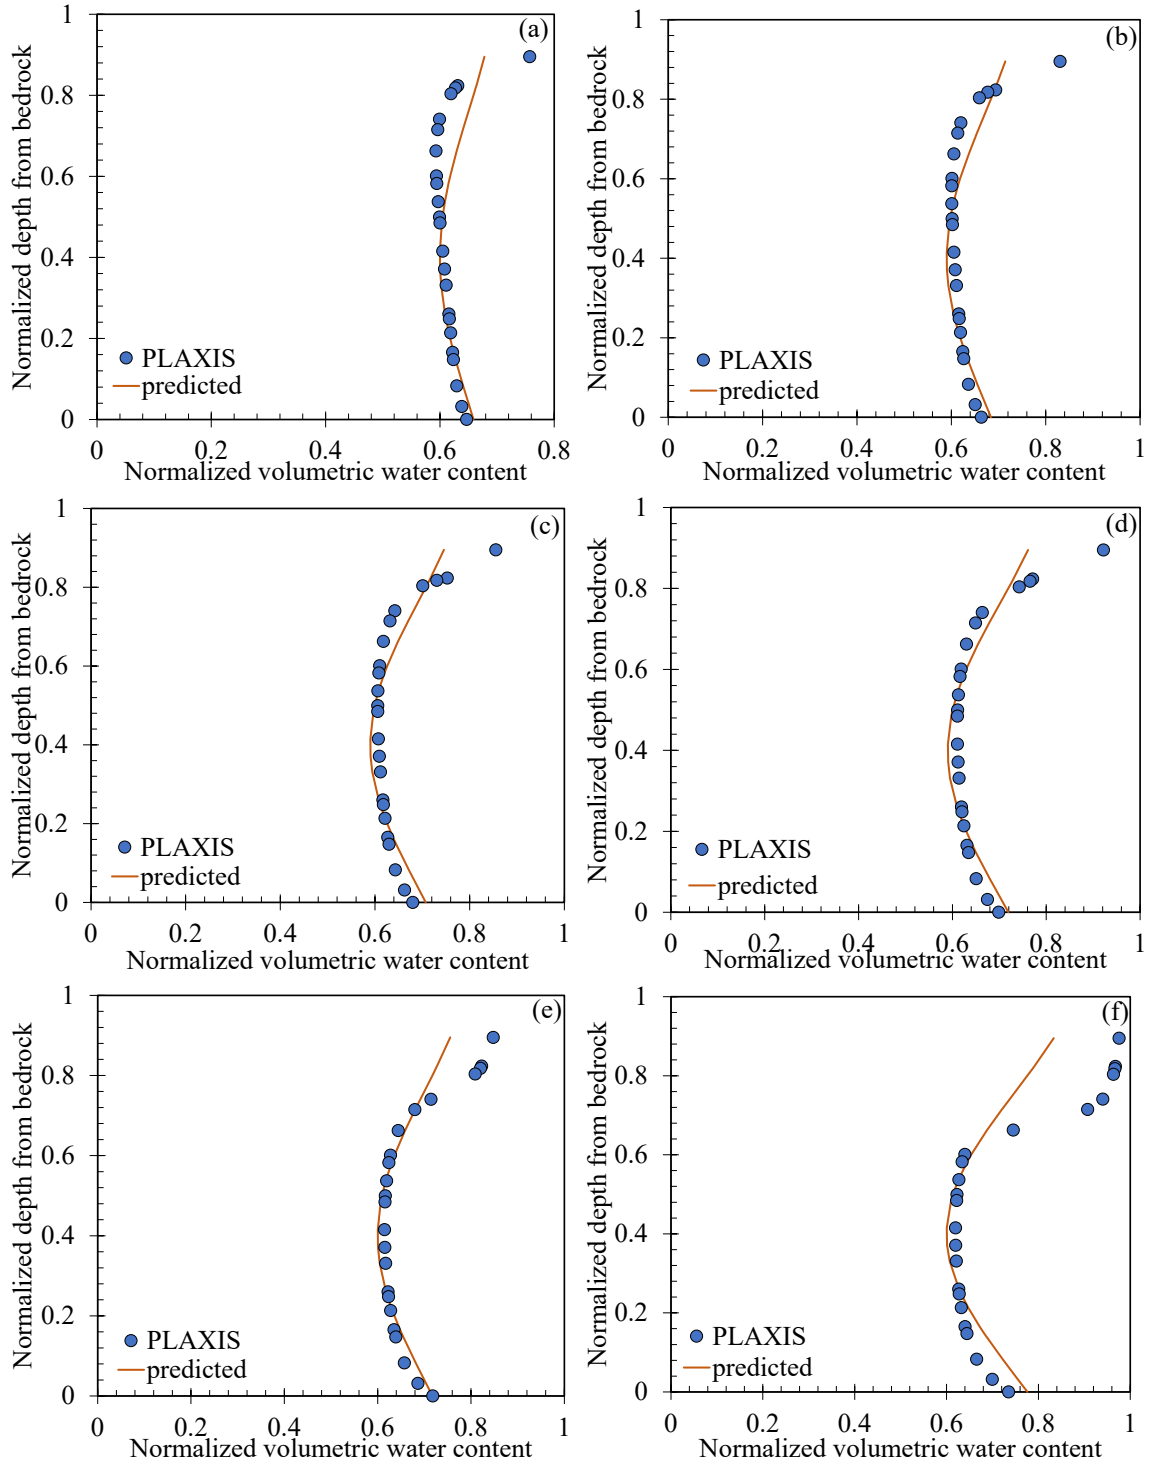 (a)
Normalized depth from bedrock
1
0.8
0.6
0.4
0.2
0
PLAXIS
predicted
0 0.2 0.4 0.6 0.8
Normalized volumetric water content
(b)
Normalized depth from bedrock
1
0.8
0.6
0.4
0.2
0
PLAXIS
predicted
0 0.2 0.4 0.6 0.8 1
Normalized volumetric water content
(c)
Normalized depth from bedrock
1
0.8
0.6
0.4
0.2
0
PLAXIS
predicted
0 0.2 0.4 0.6 0.8 1
Normalized volumetric water content
(d)
Normalized depth from bedrock
1
0.8
0.6
0.4
0.2
0
PLAXIS
predicted
0 0.2 0.4 0.6 0.8 1
Normalized volumetric water content
(e)
Normalized depth from bedrock
1
0.8
0.6
0.4
0.2
0
PLAXIS
predicted
0 0.2 0.4 0.6 0.8 1
Normalized volumetric water content
(f)
Normalized depth from bedrock
1
0.8
0.6
0.4
0.2
0
PLAXIS
predicted
0 0.2 0.4 0.6 0.8 1
Normalized volumetric water content